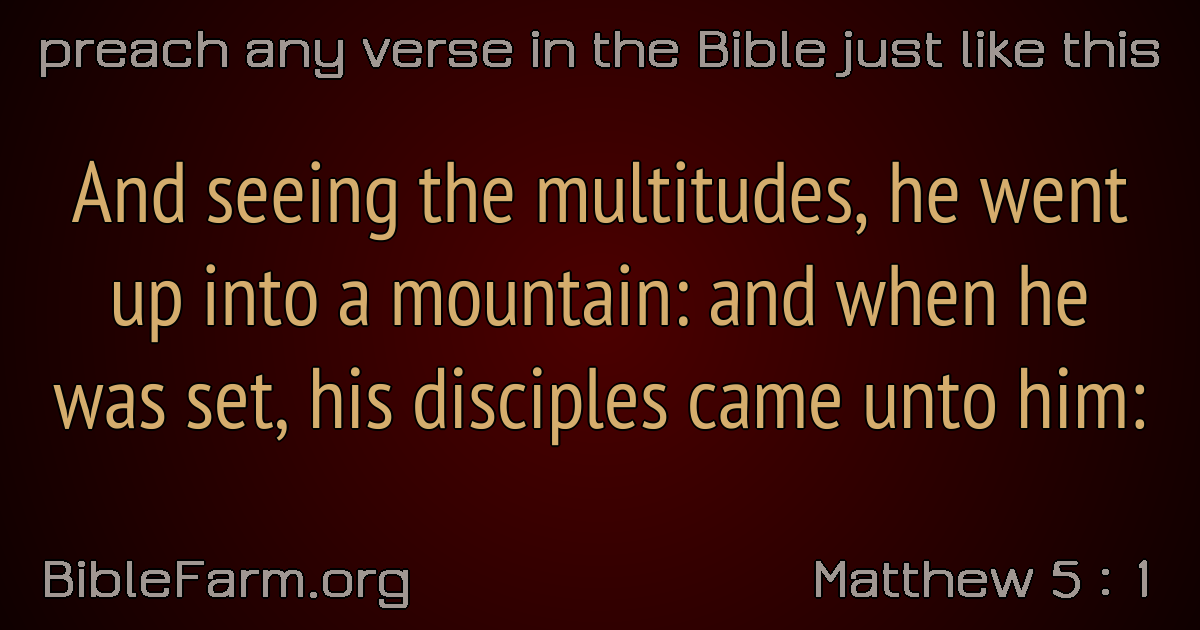 preach any verse in the Bible just like this
And seeing the multitudes, he went
up into a mountain: and when he
was set, his disciples came unto him:
BibleFarm.org
Matthew 5 : 1